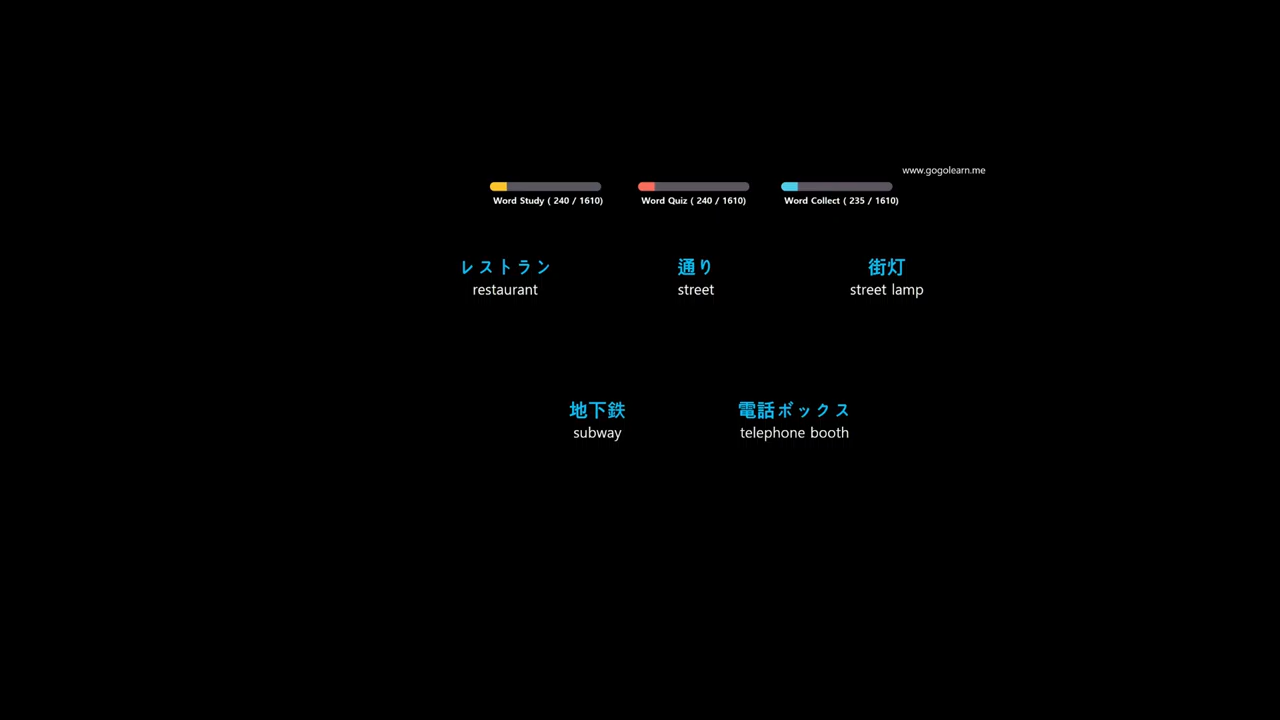 www.gogolearn.me
Word Study ( 240 / 1610)
Word Quiz ( 240 / 1610)
Word Collect ( 235 / 1610)
レストラン
restaurant
通り
street
街灯
street lamp
地下鉄
subway
電話ボックス
telephone booth